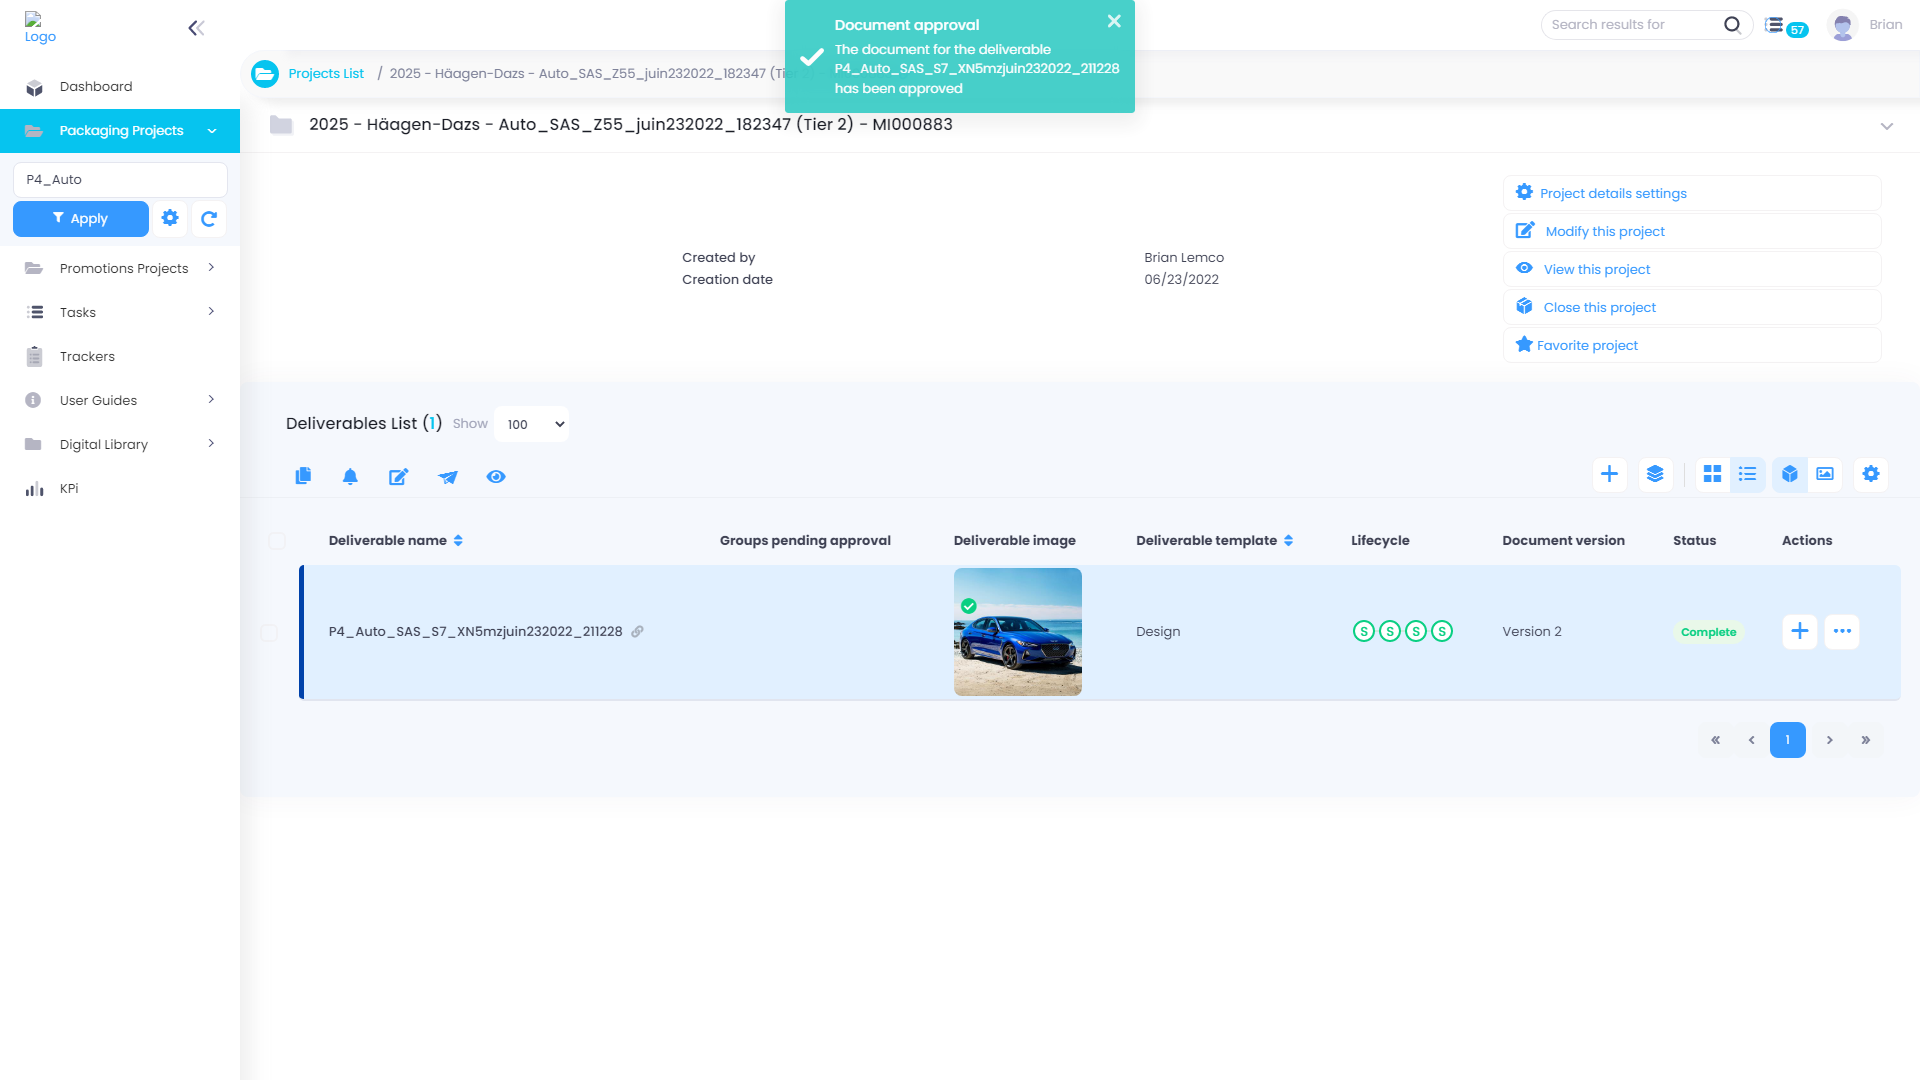 Logo
Document approval
The document for the deliverable
P4_Auto_SAS_S7_XN5mzjuin232022_211228
has been approved
Search results for
57
Brian
Projects List / 2025 - Häagen-Dazs - Auto_SAS_Z55_juin232022_182347 (Tier
2025 - Häagen-Dazs - Auto_SAS_Z55_juin232022_182347 (Tier 2) - MI000883
Dashboard
Packaging Projects
P4_Auto
Apply
Promotions Projects
Tasks
Trackers
User Guides
Digital Library
KPi
Created by Brian Lemco
Creation date 06/23/2022
Project details settings
Modify this project
View this project
Close this project
Favorite project
Deliverables List (1) Show 100
Deliverable name Groups pending approval Deliverable image Deliverable template Lifecycle Document version Status Actions
P4_Auto_SAS_S7_XN5mzjuin232022_211228 Design S S S S Version 2 Complete
« ‹ 1 › »